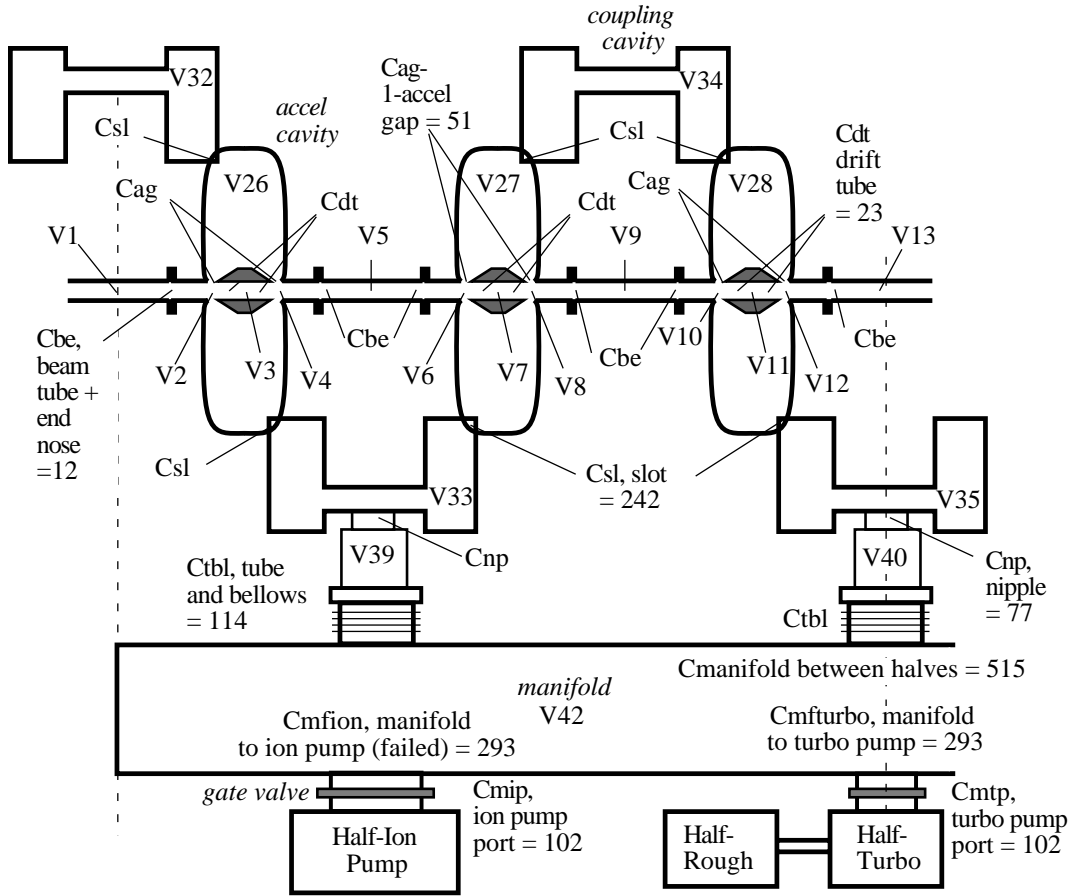 coupling
cavity
V32
Cag-
1-accel
gap = 51
V34
accel
cavity
Csl
Csl
Cdt
drift
tube
= 23
V26
V27
V28
Cag
Cdt
Cdt
Cag
V1
V5
V9
V13
Cbe,
beam
tube +
end
nose
=12
V2
V3
V4
Cbe
V6
V7
V8
Cbe
V10
V11
V12
Cbe
Csl
Csl, slot
= 242
V33
V35
V39
Cnp
V40
Cnp,
nipple
= 77
Ctbl, tube
and bellows
= 114
Ctbl
Cmanifold between halves = 515
manifold
V42
Cmfion, manifold
to ion pump (failed) = 293
Cmfturbo, manifold
to turbo pump = 293
gate valve
Cmip,
ion pump
port = 102
Cmtp,
turbo pump
port = 102
Half-Ion
Pump
Half-
Rough
Half-
Turbo